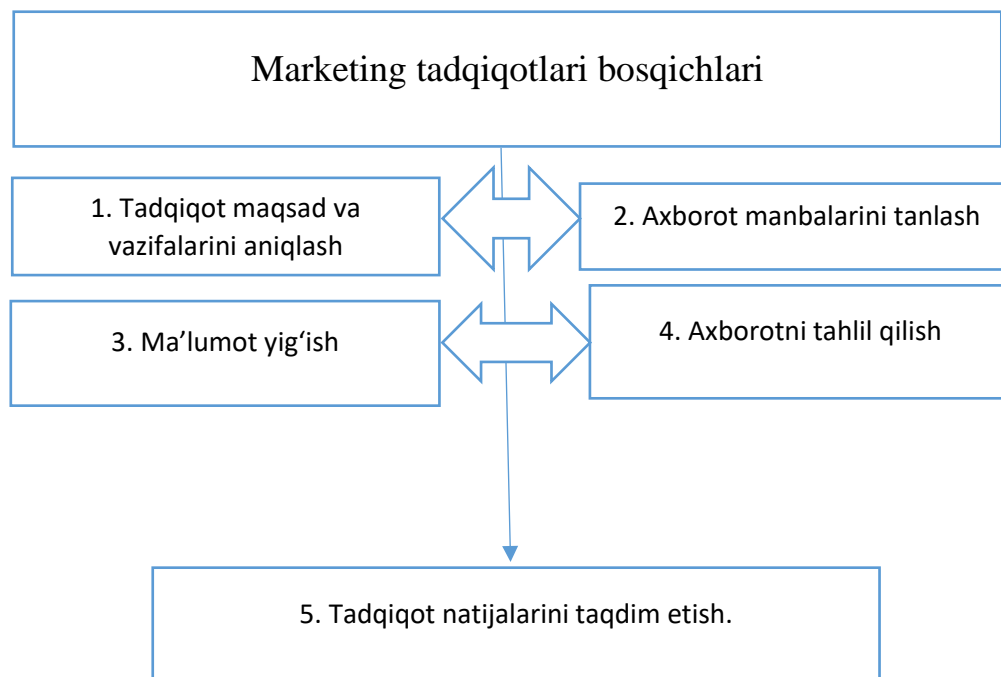 Marketing tadqiqotlari bosqichlari
1. Tadqiqot maqsad va
vazifalarini aniqlash
2. Axborot manbalarini tanlash
3. Ma’lumot yig‘ish
4. Axborotni tahlil qilish
5. Tadqiqot natijalarini taqdim etish.